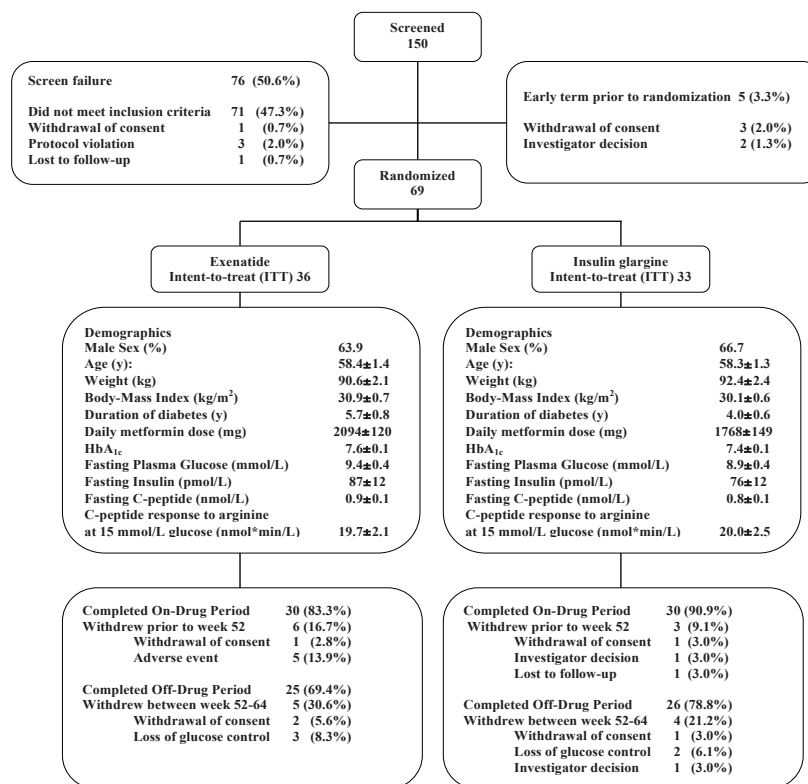 Screened
150
Screen failure 76 (50.6%)
Did not meet inclusion criteria 71 (47.3%)
Withdrawal of consent 1 (0.7%)
Protocol violation 3 (2.0%)
Lost to follow-up 1 (0.7%)
Early term prior to randomization 5 (3.3%)
Withdrawal of consent 3 (2.0%)
Investigator decision 2 (1.3%)
Randomized
69
Exenatide
Intent-to-treat (ITT) 36
Insulin glargine
Intent-to-treat (ITT) 33
Demographics
Male Sex (%) 63.9
Age (y): 58.4±1.4
Weight (kg) 90.6±2.1
Body-Mass Index (kg/m²) 30.9±0.7
Duration of diabetes (y) 5.7±0.8
Daily metformin dose (mg) 2094±120
HbA₁c 7.6±0.1
Fasting Plasma Glucose (mmol/L) 9.4±0.4
Fasting Insulin (pmol/L) 87±12
Fasting C-peptide (nmol/L) 0.9±0.1
C-peptide response to arginine
at 15 mmol/L glucose (nmol*min/L) 19.7±2.1
Demographics
Male Sex (%) 66.7
Age (y): 58.3±1.3
Weight (kg) 92.4±2.4
Body-Mass Index (kg/m²) 30.1±0.6
Duration of diabetes (y) 4.0±0.6
Daily metformin dose (mg) 1768±149
HbA₁c 7.4±0.1
Fasting Plasma Glucose (mmol/L) 8.9±0.4
Fasting Insulin (pmol/L) 76±12
Fasting C-peptide (nmol/L) 0.8±0.1
C-peptide response to arginine
at 15 mmol/L glucose (nmol*min/L) 20.0±2.5
Completed On-Drug Period 30 (83.3%)
Withdrew prior to week 52 6 (16.7%)
Withdrawal of consent 1 (2.8%)
Adverse event 5 (13.9%)
Completed Off-Drug Period 25 (69.4%)
Withdrew between week 52-64 5 (30.6%)
Withdrawal of consent 2 (5.6%)
Loss of glucose control 3 (8.3%)
Completed On-Drug Period 30 (90.9%)
Withdrew prior to week 52 3 (9.1%)
Withdrawal of consent 1 (3.0%)
Investigator decision 1 (3.0%)
Lost to follow-up 1 (3.0%)
Completed Off-Drug Period 26 (78.8%)
Withdrew between week 52-64 4 (21.2%)
Withdrawal of consent 1 (3.0%)
Loss of glucose control 2 (6.1%)
Investigator decision 1 (3.0%)